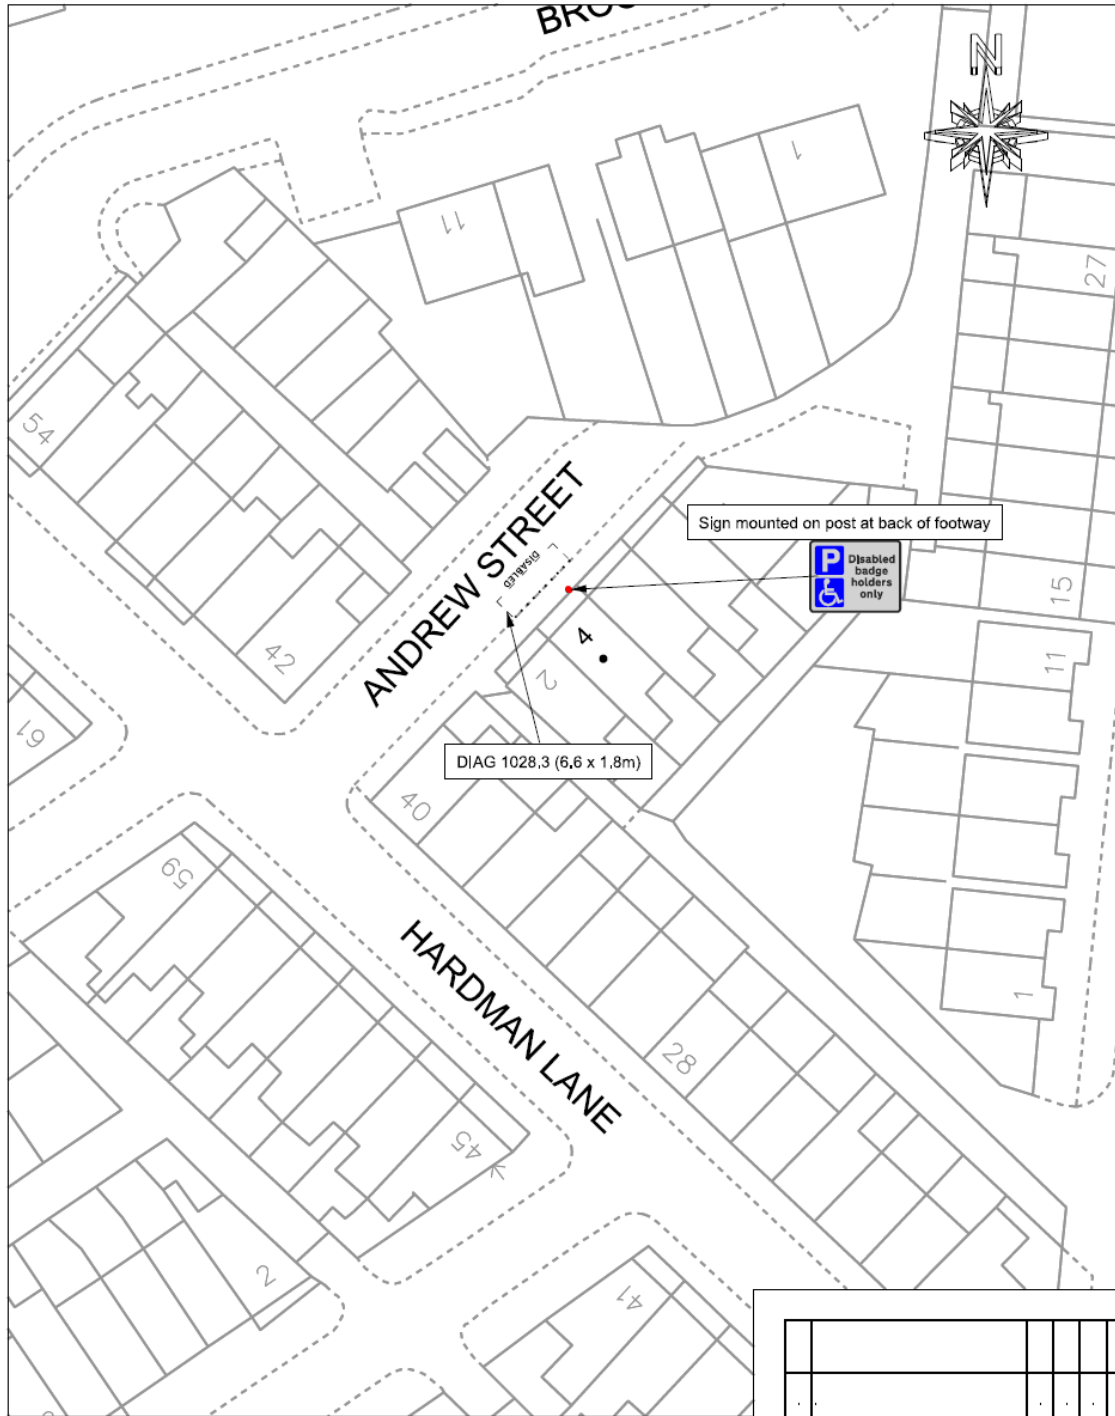 BROO
N
11
1
27
54
ANDREW STREET
Sign mounted on post at back of footway
P
Disabled
badge
holders
only
DISABLED
15
4
42
2
11
61
DIAG 1028.3 (6.6 x 1.8m)
40
59
1
HARDMAN LANE
28
45
2
41